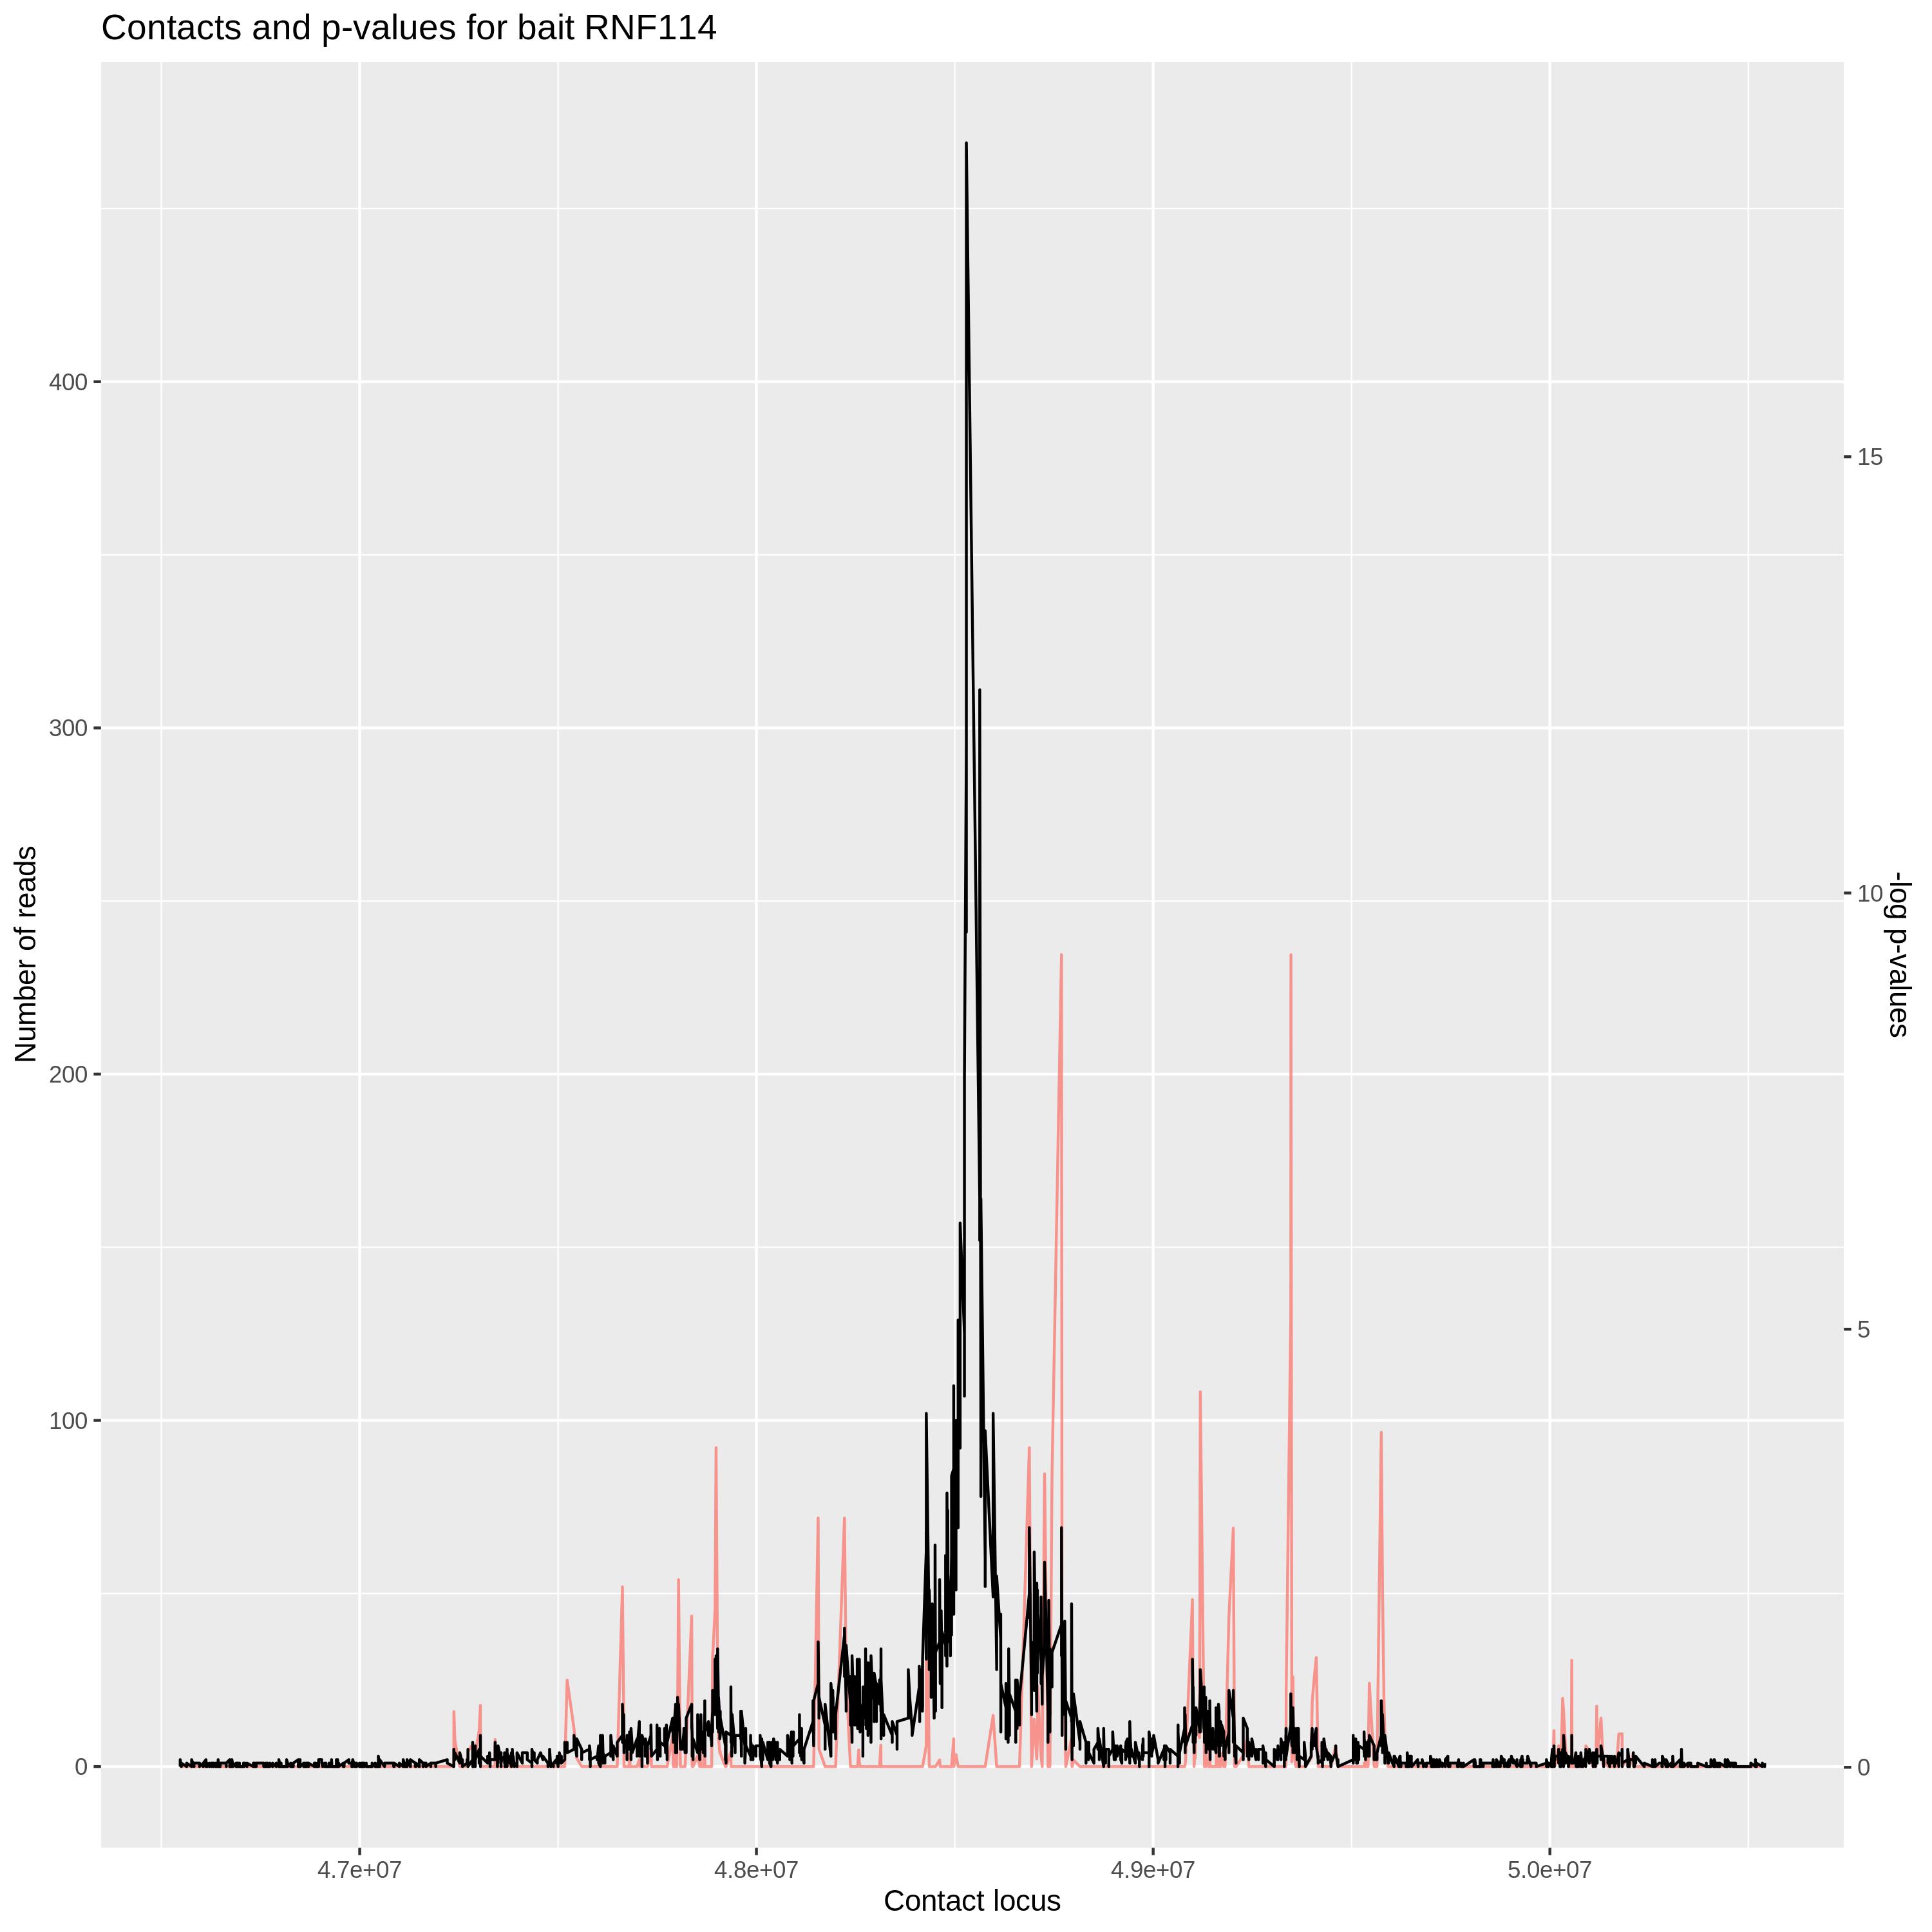 Contacts and p-values for bait RNF114
Number of reads
400
300
200
100
0
15
10
5
0
-log p-values
4.7e+07
4.8e+07
4.9e+07
5.0e+07
Contact locus